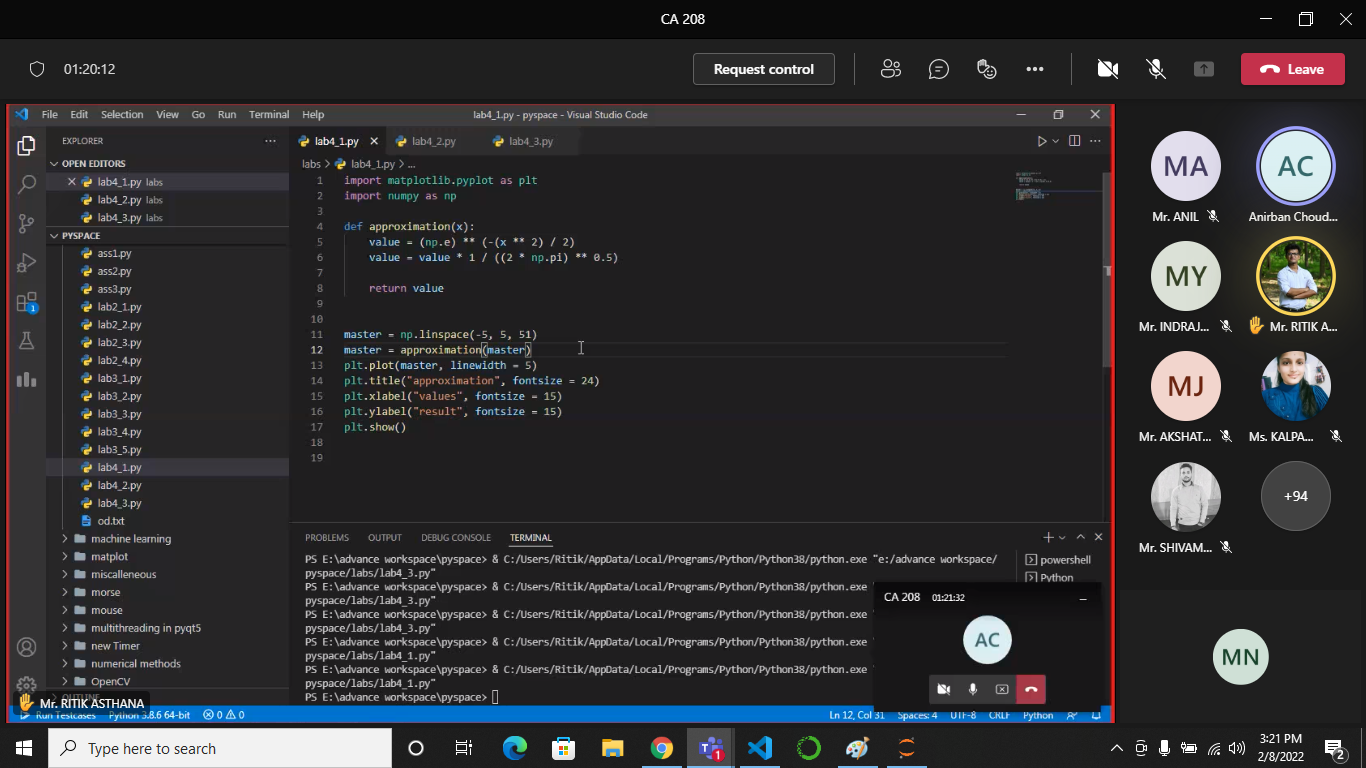 CA 208
01:20:12
Request control
Leave
File Edit Selection View Go Run Terminal Help
lab4_1.py - pyspace - Visual Studio Code
EXPLORER
OPEN EDITORS
lab4_1.py labs
lab4_2.py labs
lab4_3.py labs
PYSPACE
ass1.py
ass2.py
ass3.py
lab2_1.py
lab2_2.py
lab2_3.py
lab2_4.py
lab3_1.py
lab3_2.py
lab3_3.py
lab3_4.py
lab3_5.py
lab4_1.py
lab4_2.py
lab4_3.py
od.txt
machine learning
matplot
miscalleneous
morse
mouse
multithreading in pyqt5
new Timer
numerical methods
OpenCV
OUTLINE
1
lab4_1.py lab4_2.py lab4_3.py
labs > lab4_1.py > ...
1 import matplotlib.pyplot as plt
2 import numpy as np
3
4 def approximation(x):
5 value = (np.e) ** (-(x ** 2) / 2)
6 value = value * 1 / ((2 * np.pi) ** 0.5)
7
8 return value
9
10
11 master = np.linspace(-5, 5, 51)
12 master = approximation(master)
13 plt.plot(master, linewidth = 5)
14 plt.title("approximation", fontsize = 24)
15 plt.xlabel("values", fontsize = 15)
16 plt.ylabel("result", fontsize = 15)
17 plt.show()
18
19
PROBLEMS OUTPUT DEBUG CONSOLE TERMINAL
PS E:\advance workspace\pyspace> & C:/Users/Ritik/AppData/Local/Programs/Python/Python38/python.exe "e:/advance workspace/
pyspace/labs/lab4_3.py"
PS E:\advance workspace\pyspace> & C:/Users/Ritik/AppData/Local/Programs/Python/Python38/python.exe
pyspace/labs/lab4_3.py"
PS E:\advance workspace\pyspace> & C:/Users/Ritik/AppData/Local/Programs/Python/Python38/python.exe
pyspace/labs/lab4_3.py"
PS E:\advance workspace\pyspace> & C:/Users/Ritik/AppData/Local/Programs/Python/Python38/python.exe
pyspace/labs/lab4_1.py"
PS E:\advance workspace\pyspace> & C:/Users/Ritik/AppData/Local/Programs/Python/Python38/python.exe
pyspace/labs/lab4_1.py"
PS E:\advance workspace\pyspace>
powershell
Python
CA 208 01:21:32
AC
Mr. RITIK ASTHANA
Run Testcases Python 3.8.6 64-bit 0 0
Ln 12, Col 31 Spaces: 4 UTF-8 CRLF Python
MA
Mr. ANIL
AC
Anirban Choud...
MY
Mr. INDRAJ...
Mr. RITIK A...
MJ
Mr. AKSHAT...
Ms. KALPA...
Mr. SHIVAM...
+94
MN
Type here to search
1
3:21 PM
2/8/2022
2